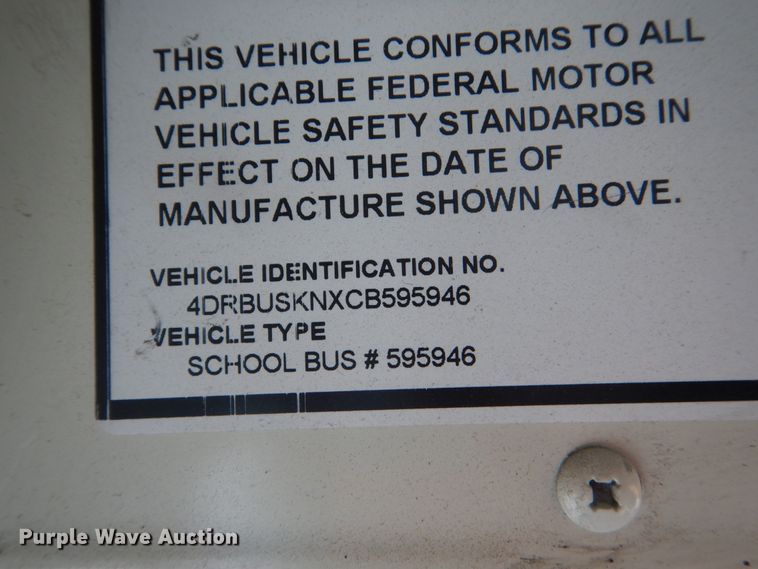 THIS VEHICLE CONFORMS TO ALL
APPLICABLE FEDERAL MOTOR
VEHICLE SAFETY STANDARDS IN
EFFECT ON THE DATE OF
MANUFACTURE SHOWN ABOVE.
VEHICLE IDENTIFICATION NO.
4DRBUSKNXCB595946
VEHICLE TYPE
SCHOOL BUS # 595946
Purple Wave Auction